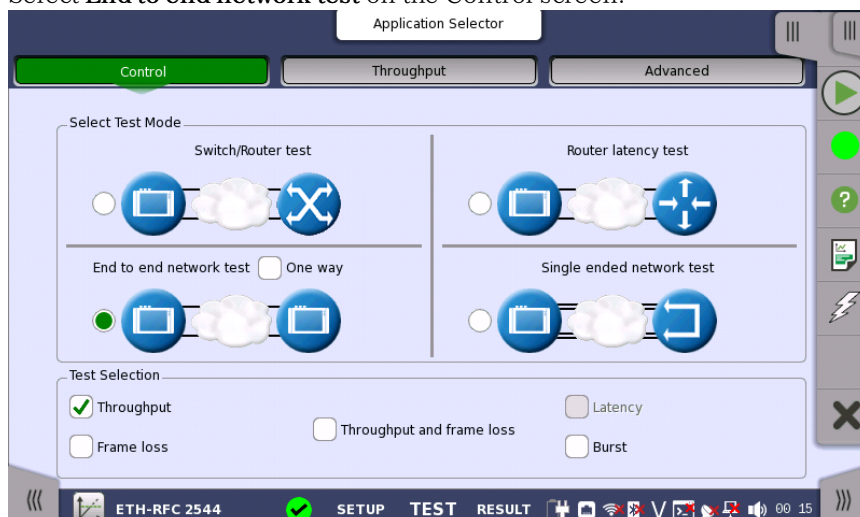 Select End to end network test on the Control screen.
Application Selector
Control
Throughput
Advanced
Select Test Mode
Switch/Router test
Router latency test
End to end network test
One way
Single ended network test
Test Selection
Throughput
Throughput and frame loss
Latency
Frame loss
Burst
ETH-RFC 2544
SETUP
TEST
RESULT
00 15